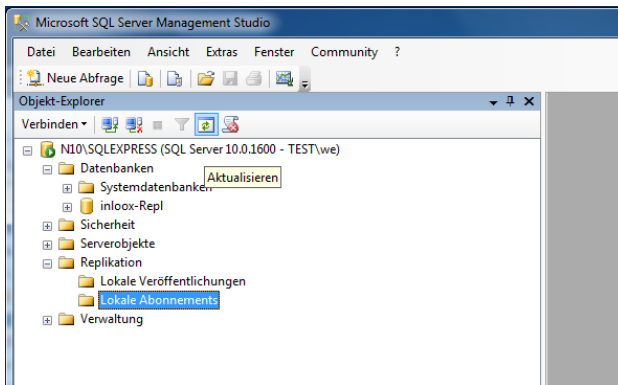 Microsoft SQL Server Management Studio
Datei Bearbeiten Ansicht Extras Fenster Community ?
Neue Abfrage
Objekt-Explorer
Verbinden
N10\SQLEXPRESS (SQL Server 10.0.1600 - TEST\we)
Datenbanken
Aktualisieren
Systemdatenbanken
inloox-Repl
Sicherheit
Serverobjekte
Replikation
Lokale Veröffentlichungen
Lokale Abonnements
Verwaltung